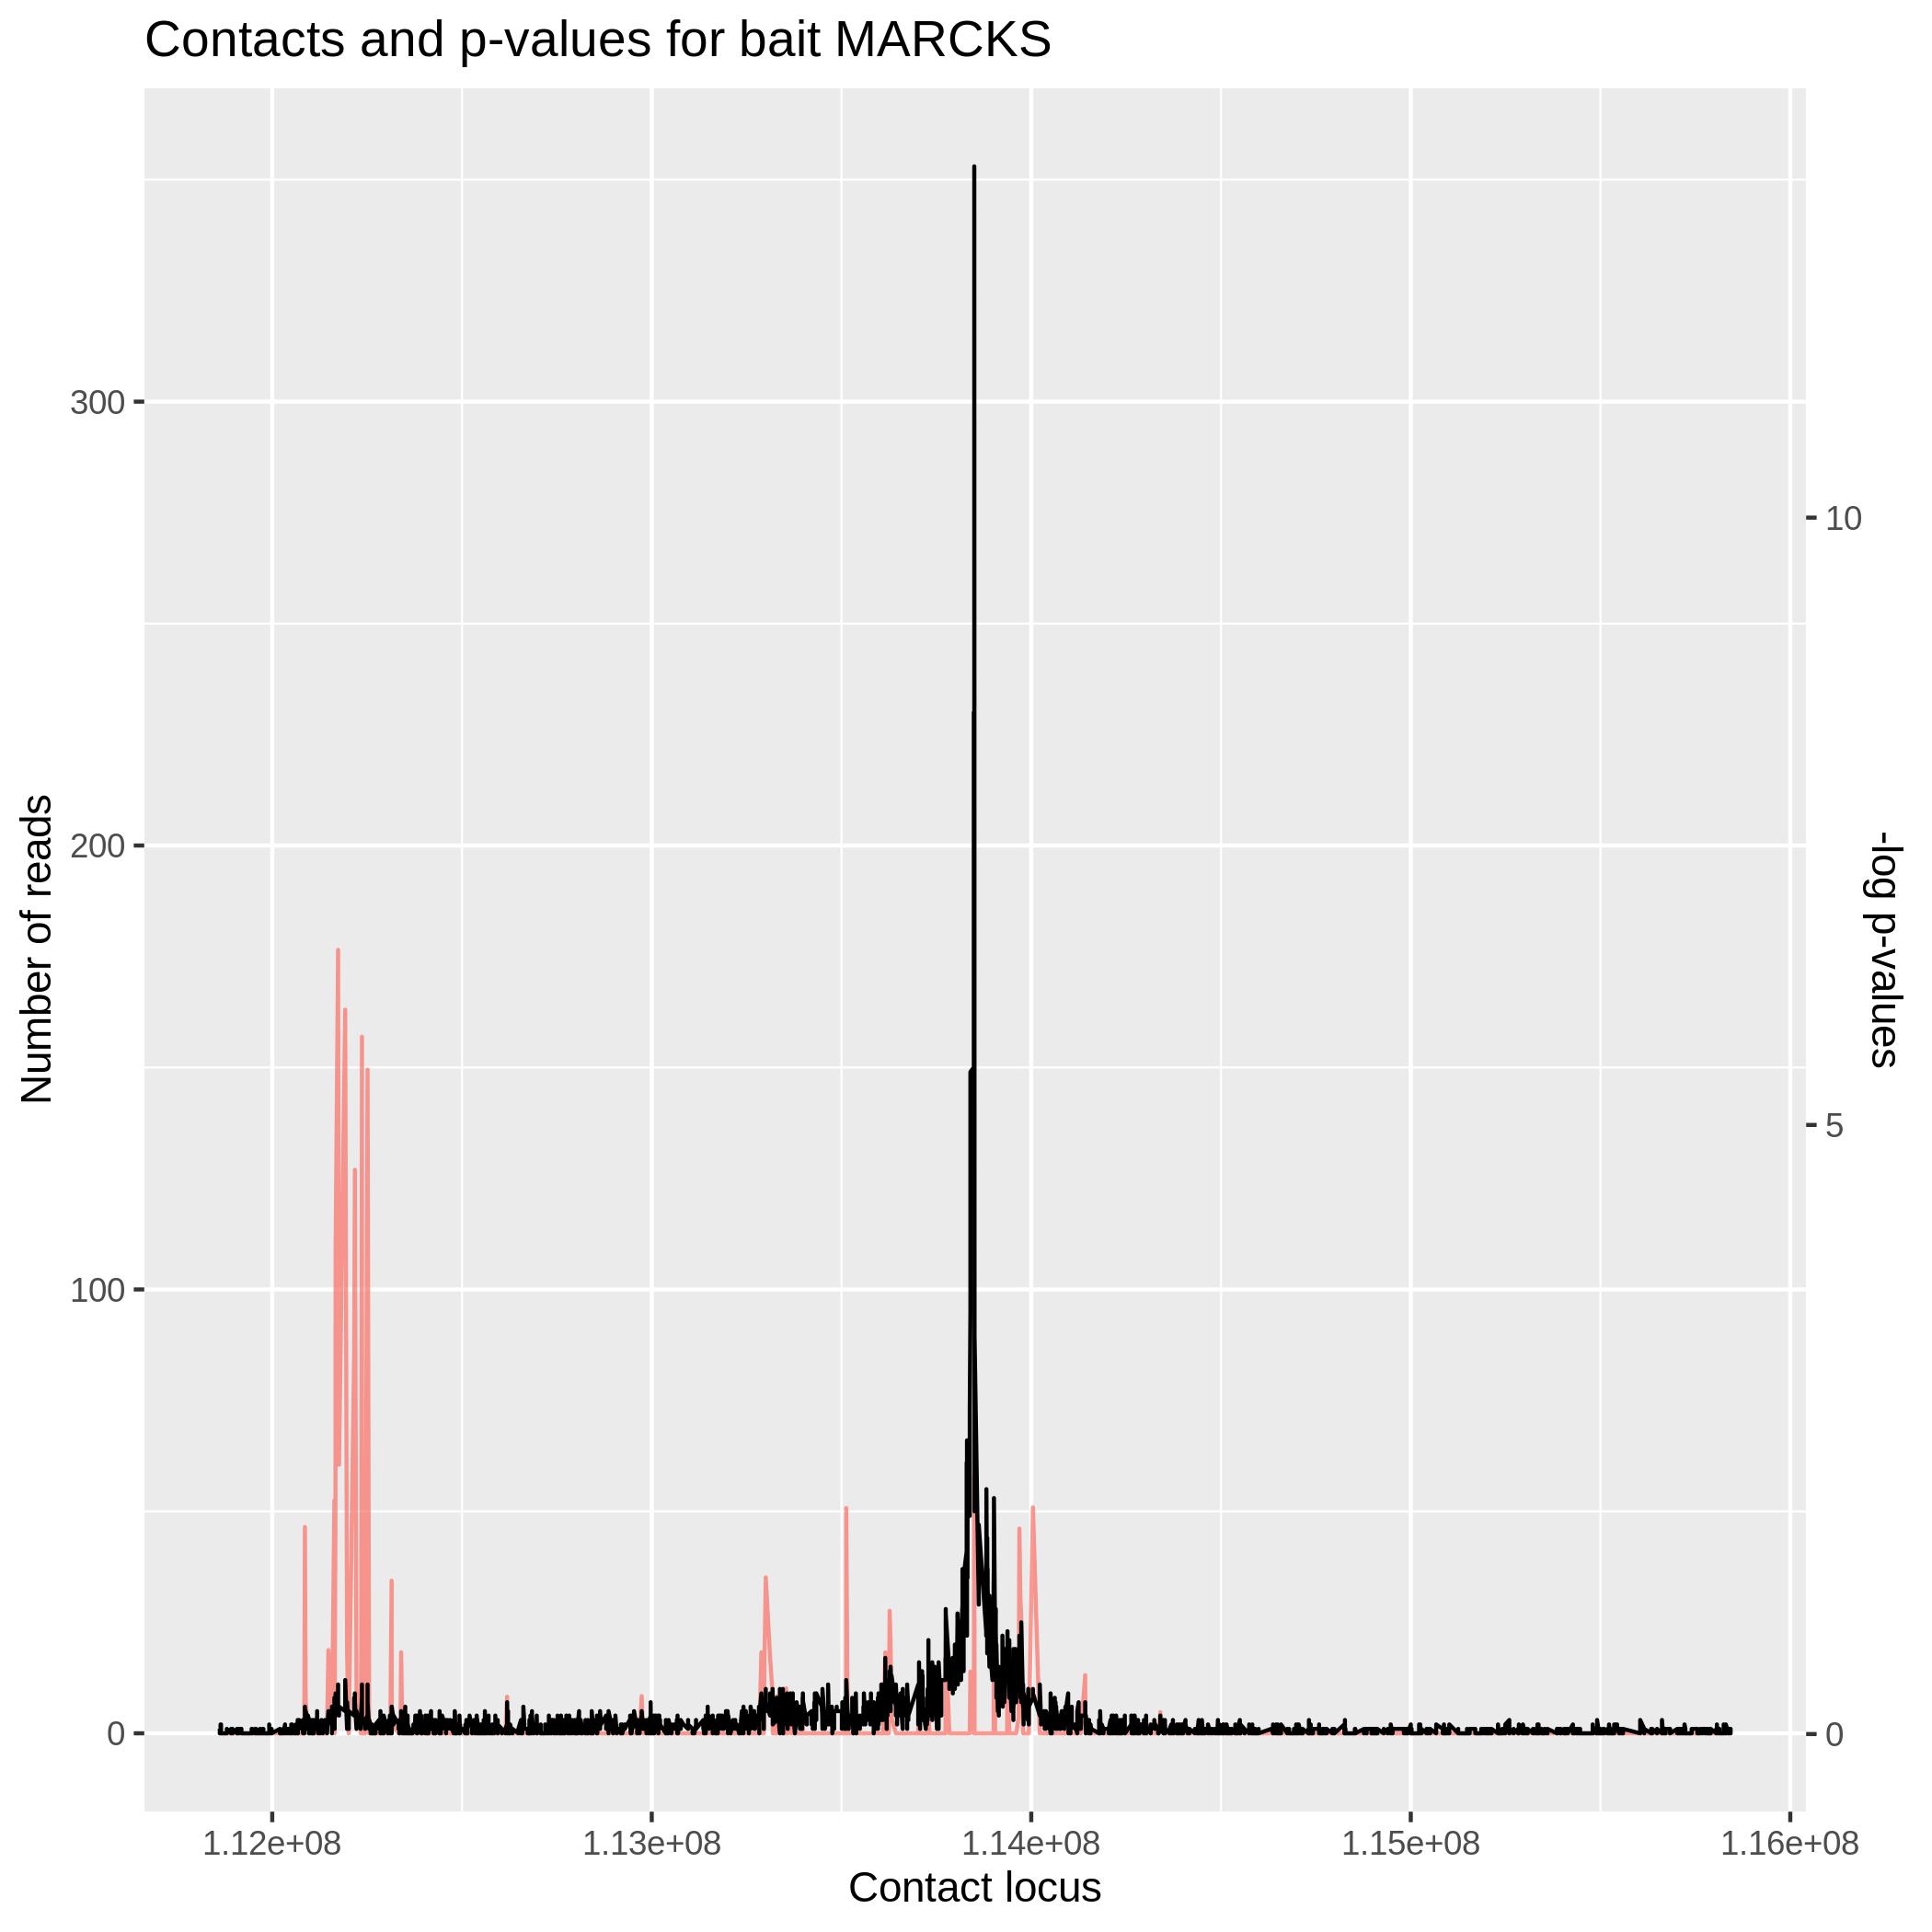 Contacts and p-values for bait MARCKS
Number of reads
300
200
100
0
10
5
0
-log p-values
1.12e+08
1.13e+08
1.14e+08
1.15e+08
1.16e+08
Contact locus